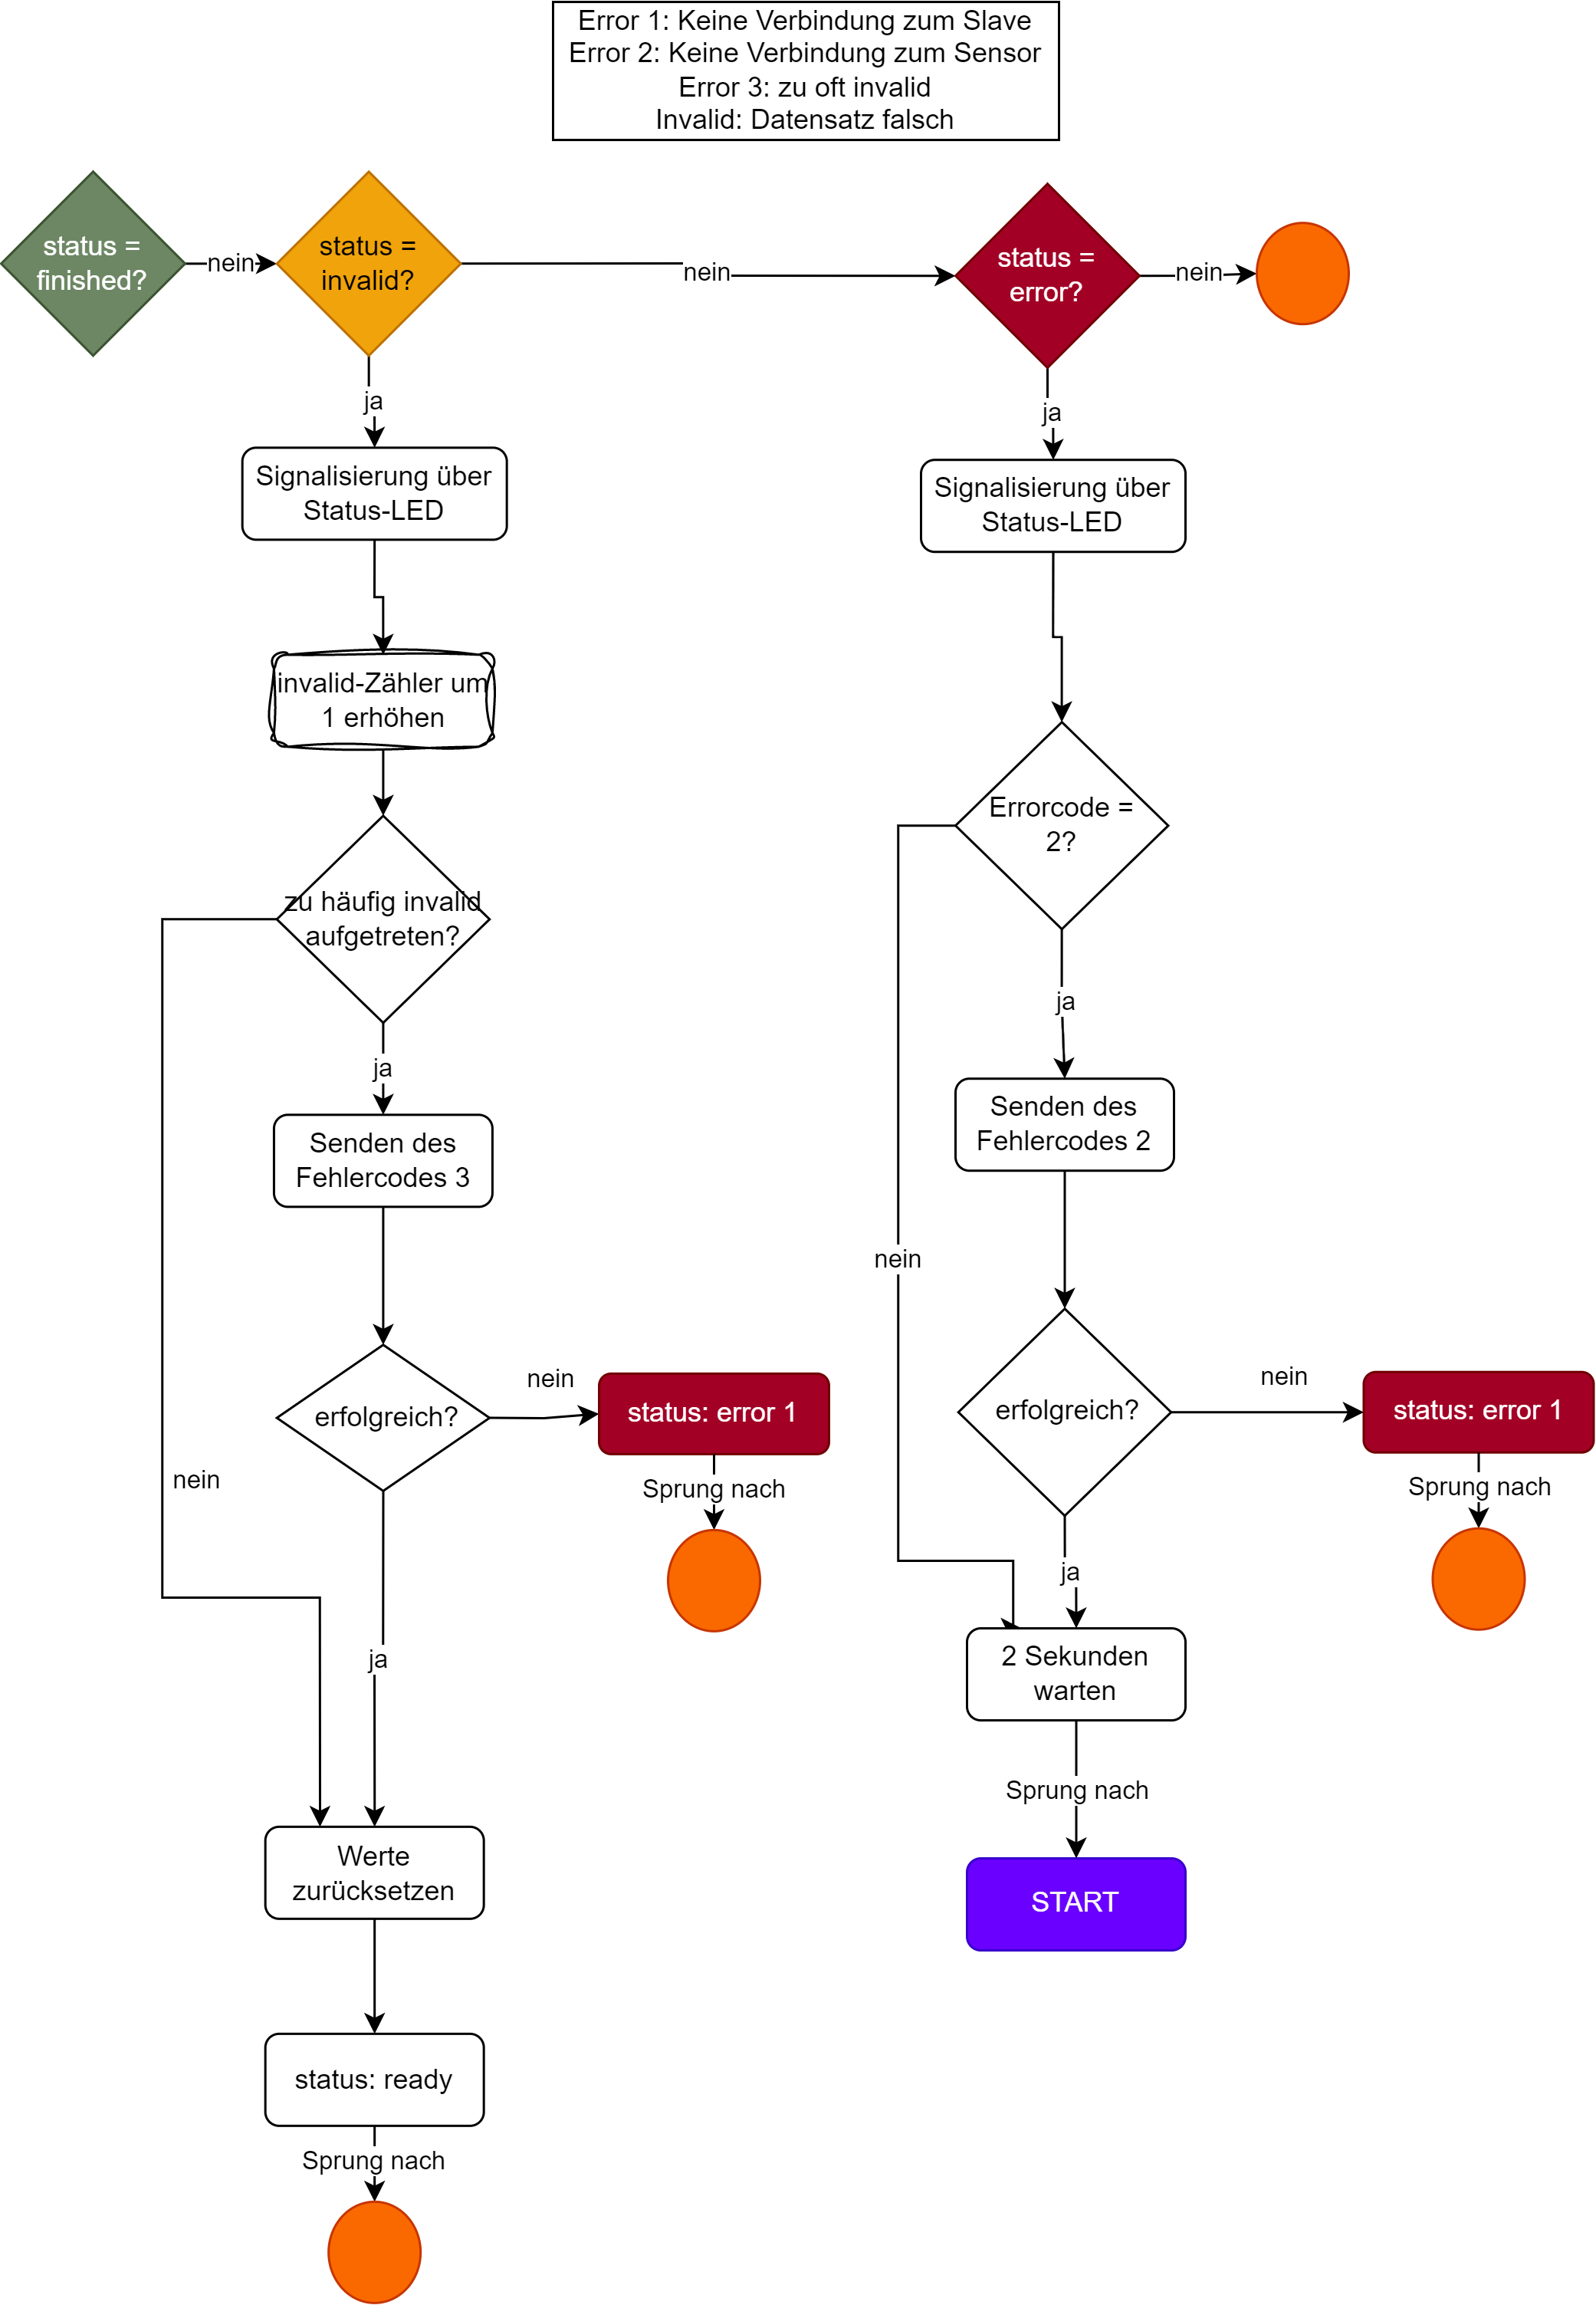 Error 1: Keine Verbindung zum Slave
Error 2: Keine Verbindung zum Sensor
Error 3: zu oft invalid
Invalid: Datensatz falsch
status =
finished?
nein
status =
invalid?
nein
status =
error?
nein
ja
Signalisierung über
Status-LED
invalid-Zähler um
1 erhöhen
zu häufig invalid
aufgetreten?
ja
Senden des
Fehlercodes 3
erfolgreich?
nein
status: error 1
Sprung nach
nein
ja
Werte
zurücksetzen
status: ready
Sprung nach
ja
Signalisierung über
Status-LED
Errorcode =
2?
ja
Senden des
Fehlercodes 2
nein
erfolgreich?
nein
status: error 1
Sprung nach
ja
2 Sekunden
warten
Sprung nach
START